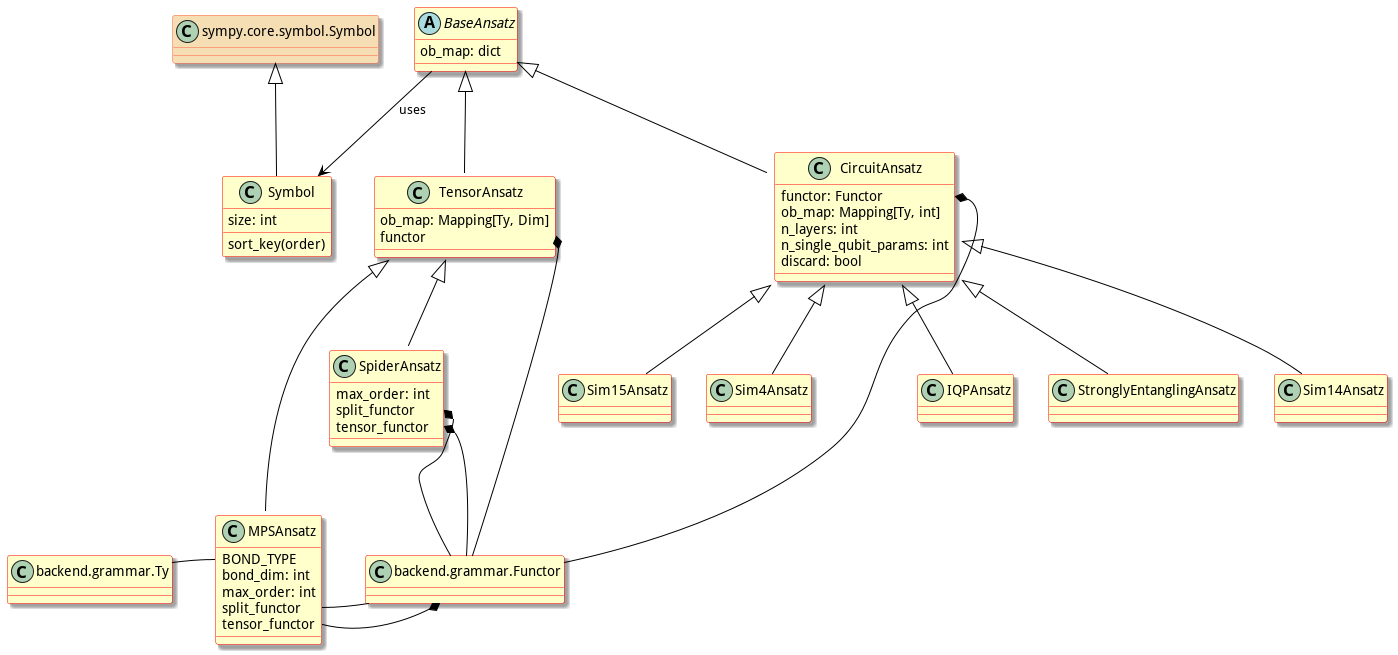 C sympy.core.symbol.Symbol
A BaseAnsatz
ob_map: dict
uses
C Symbol
size: int
sort_key(order)
C TensorAnsatz
ob_map: Mapping[Ty, Dim]
functor
C CircuitAnsatz
functor: Functor
ob_map: Mapping[Ty, int]
n_layers: int
n_single_qubit_params: int
discard: bool
C SpiderAnsatz
max_order: int
split_functor
tensor_functor
C Sim15Ansatz
C Sim4Ansatz
C IQPAnsatz
C StronglyEntanglingAnsatz
C Sim14Ansatz
C backend.grammar.Ty
C MPSAnsatz
BOND_TYPE
bond_dim: int
max_order: int
split_functor
tensor_functor
C backend.grammar.Functor